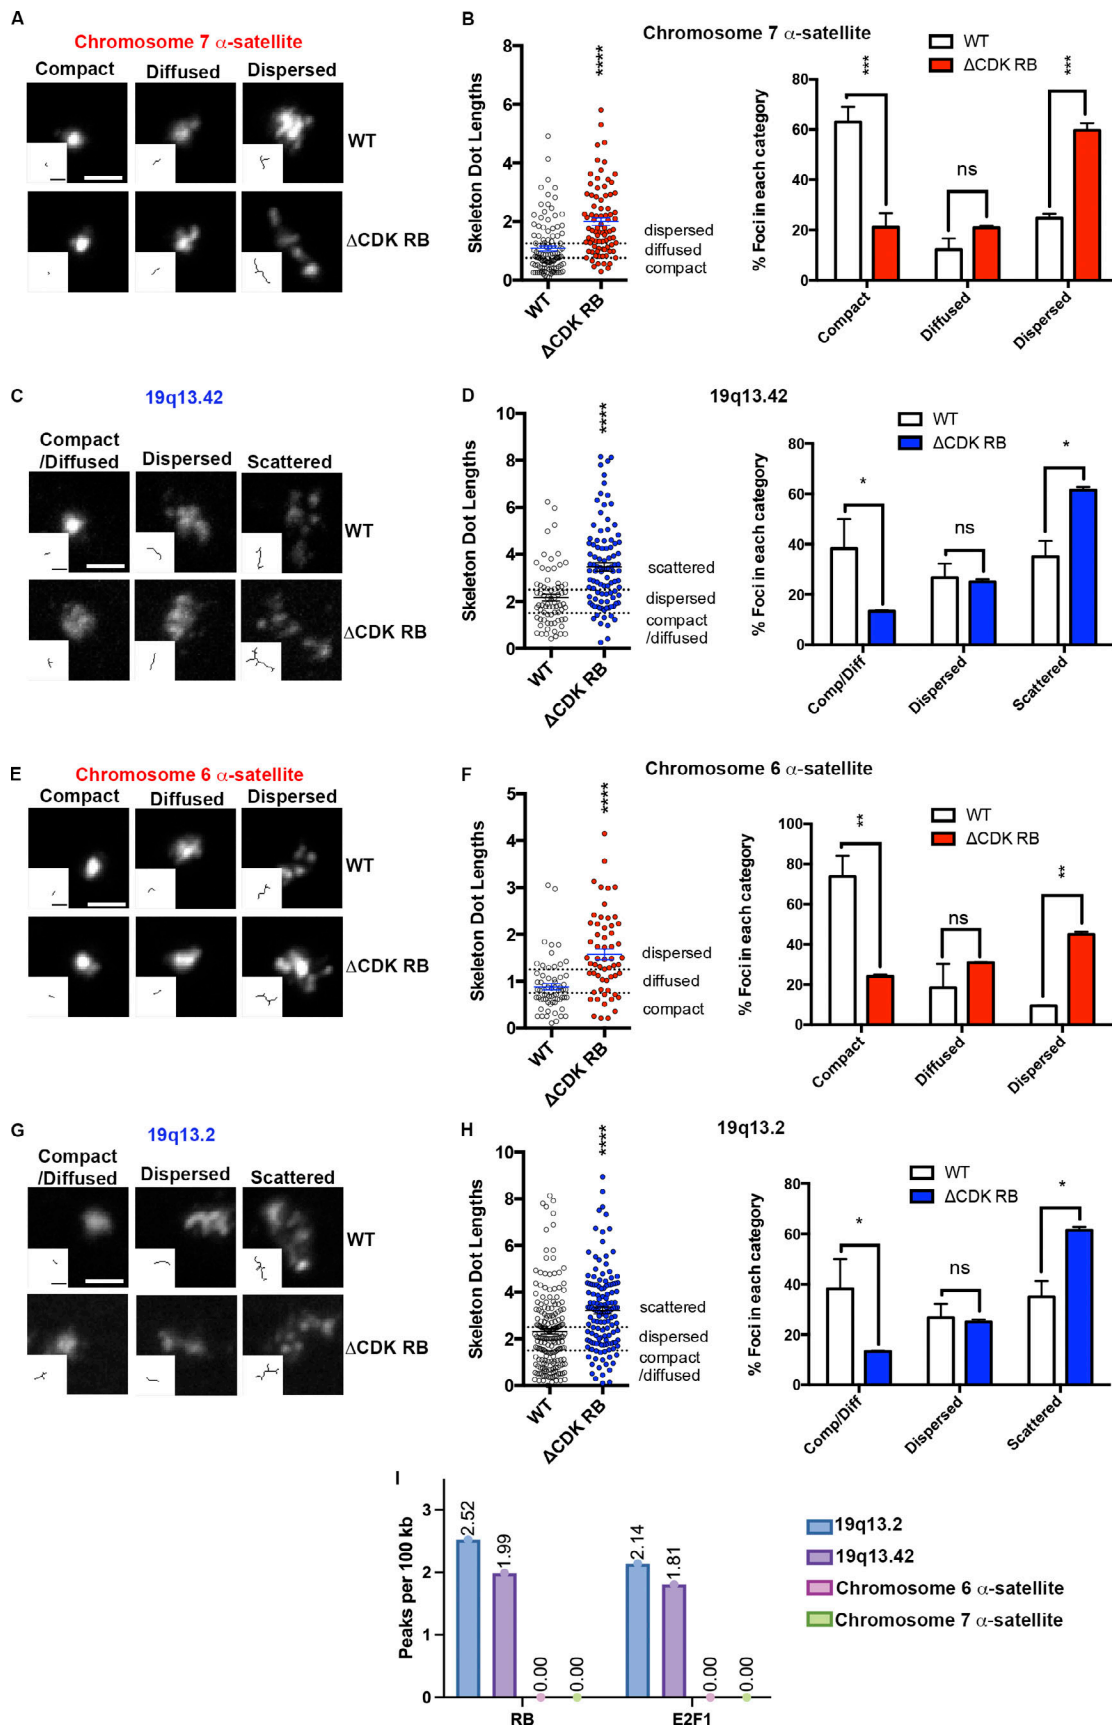 A
Chromosome 7 α-satellite
Compact Diffused Dispersed
WT
ΔCDK RB
B
Chromosome 7 α-satellite
Skeleton Dot Lengths
8
6
4
2
0
****
dispersed
diffused
compact
WT
ΔCDK RB
WT
ΔCDK RB
% Foci in each category
80
60
40
20
0
***
ns
***
Compact
Diffused
Dispersed
C
19q13.42
Compact
/Diffused Dispersed Scattered
WT
ΔCDK RB
D
19q13.42
Skeleton Dot Lengths
10
8
6
4
2
0
****
scattered
dispersed
compact
/diffused
WT
ΔCDK RB
WT
ΔCDK RB
% Foci in each category
80
60
40
20
0
*
ns
*
Comp/Diff
Dispersed
Scattered
E
Chromosome 6 α-satellite
Compact Diffused Dispersed
WT
ΔCDK RB
F
Chromosome 6 α-satellite
Skeleton Dot Lengths
5
4
3
2
1
0
****
dispersed
diffused
compact
WT
ΔCDK RB
WT
ΔCDK RB
% Foci in each category
100
80
60
40
20
0
**
ns
**
Compact
Diffused
Dispersed
G
19q13.2
Compact
/Diffused Dispersed Scattered
WT
ΔCDK RB
H
19q13.2
Skeleton Dot Lengths
10
8
6
4
2
0
****
scattered
dispersed
compact
/diffused
WT
ΔCDK RB
WT
ΔCDK RB
% Foci in each category
80
60
40
20
0
*
ns
*
Comp/Diff
Dispersed
Scattered
I
Peaks per 100 kb
3
2
1
0
2.52
1.99
0.00
0.00
2.14
1.81
0.00
0.00
RB
E2F1
19q13.2
19q13.42
Chromosome 6 α-satellite
Chromosome 7 α-satellite